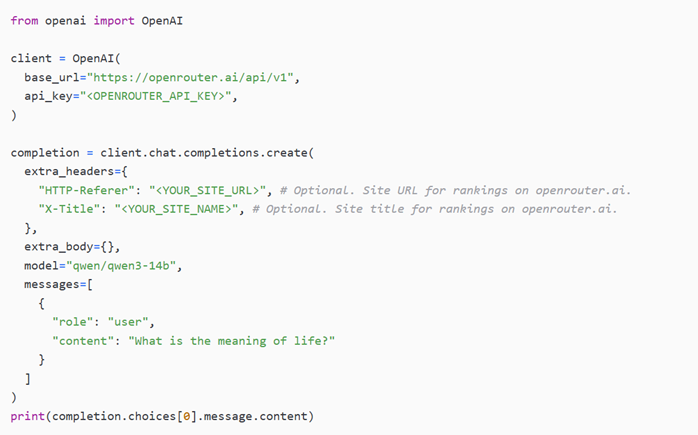 from openai import OpenAI

client = OpenAI(
  base_url="https://openrouter.ai/api/v1",
  api_key="<OPENROUTER_API_KEY>",
)

completion = client.chat.completions.create(
  extra_headers={
    "HTTP-Referer": "<YOUR_SITE_URL>", # Optional. Site URL for rankings on openrouter.ai.
    "X-Title": "<YOUR_SITE_NAME>", # Optional. Site title for rankings on openrouter.ai.
  },
  extra_body={},
  model="qwen/qwen3-14b",
  messages=[
    {
      "role": "user",
      "content": "What is the meaning of life?"
    }
  ]
)
print(completion.choices[0].message.content)